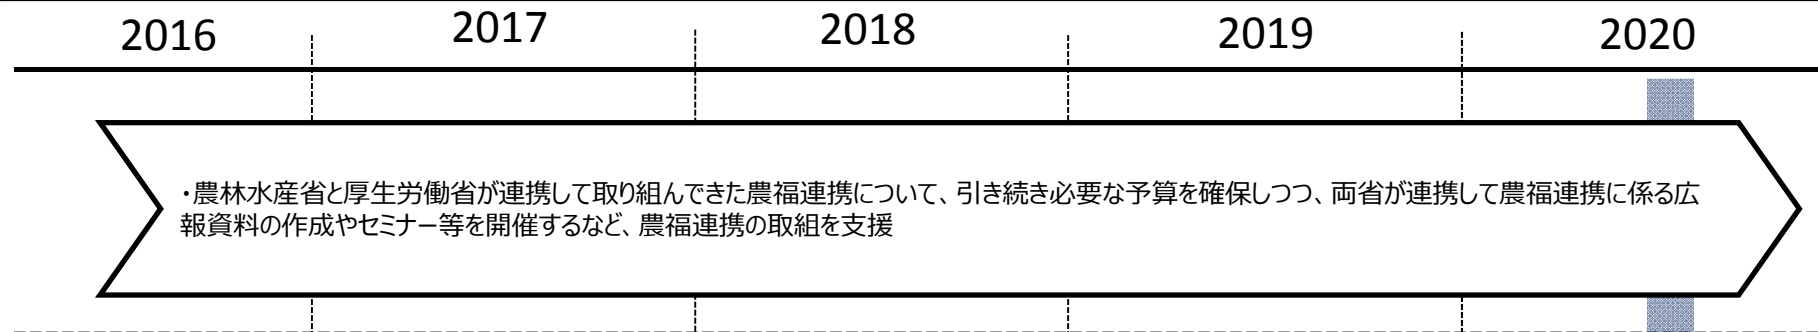 2016 2017 2018 2019 2020
・農林水産省と厚生労働省が連携して取り組んできた農福連携について、引き続き必要な予算を確保しつつ、両省が連携して農福連携に係る広
報資料の作成やセミナー等を開催するなど、農福連携の取組を支援